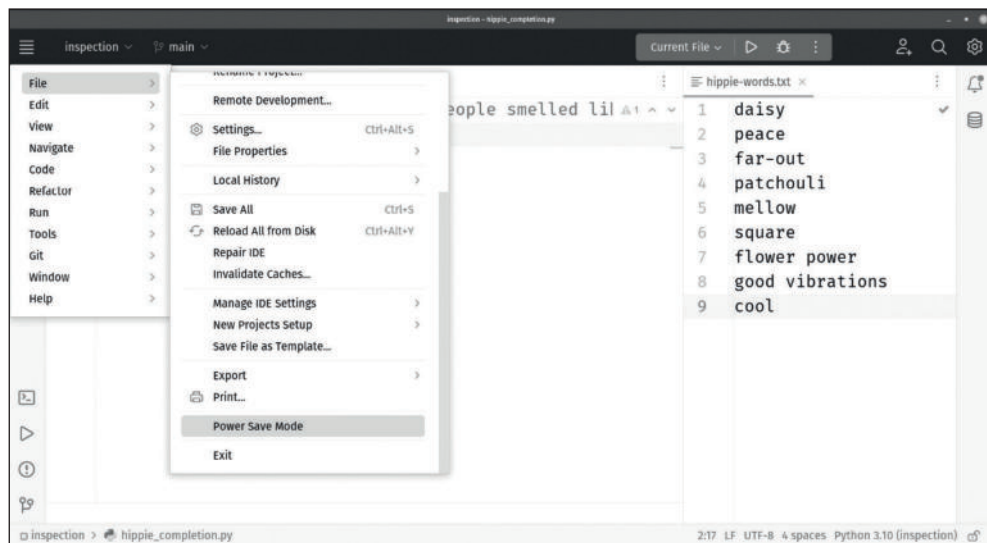 inspection – hippie_completion.py
inspection
main
Current File
File
Edit
View
Navigate
Code
Refactor
Run
Tools
Git
Window
Help
Remote Development...
Settings... Ctrl+Alt+S
File Properties
Local History
Save All Ctrl+S
Reload All from Disk Ctrl+Alt+Y
Repair IDE
Invalidate Caches...
Manage IDE Settings
New Projects Setup
Save File as Template...
Export
Print...
Power Save Mode
Exit
smelled 1
hippie-words.txt
1 daisy
2 peace
3 far-out
4 patchouli
5 mellow
6 square
7 flower power
8 good vibrations
9 cool
inspection > hippie_completion.py
2:17 LF UTF-8 4 spaces Python 3.10 (inspection)